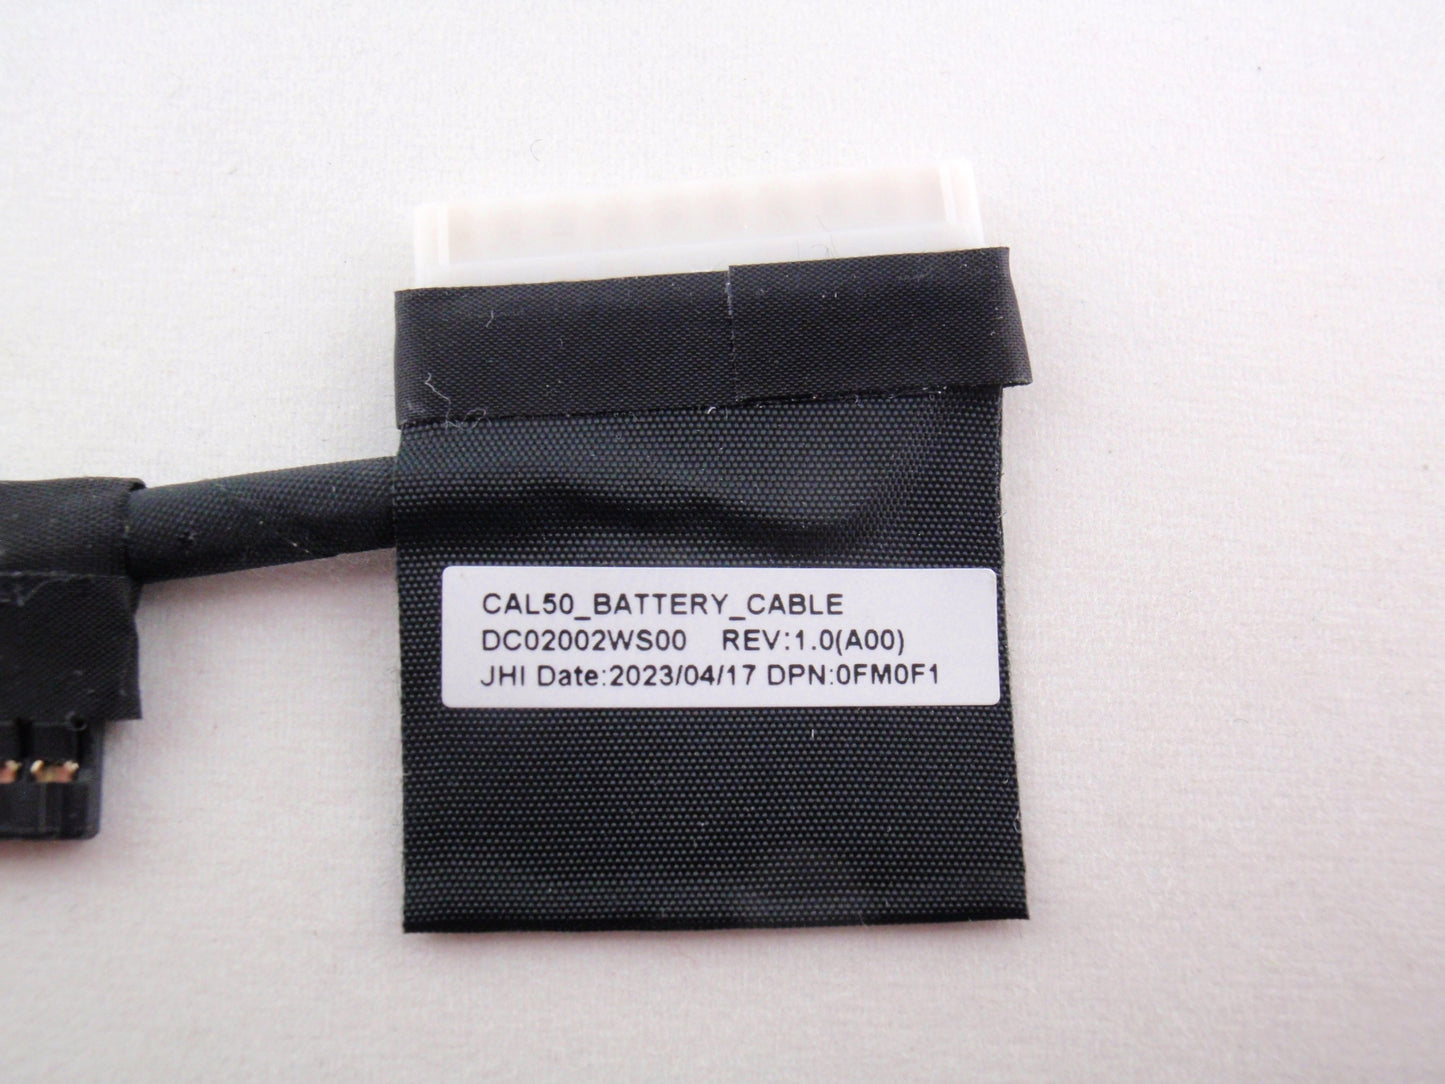 CAL50_BATTERY_CABLE
DC02002WS00 REV:1.0(A00)
JHI Date:2023/04/17 DPN:0FM0F1